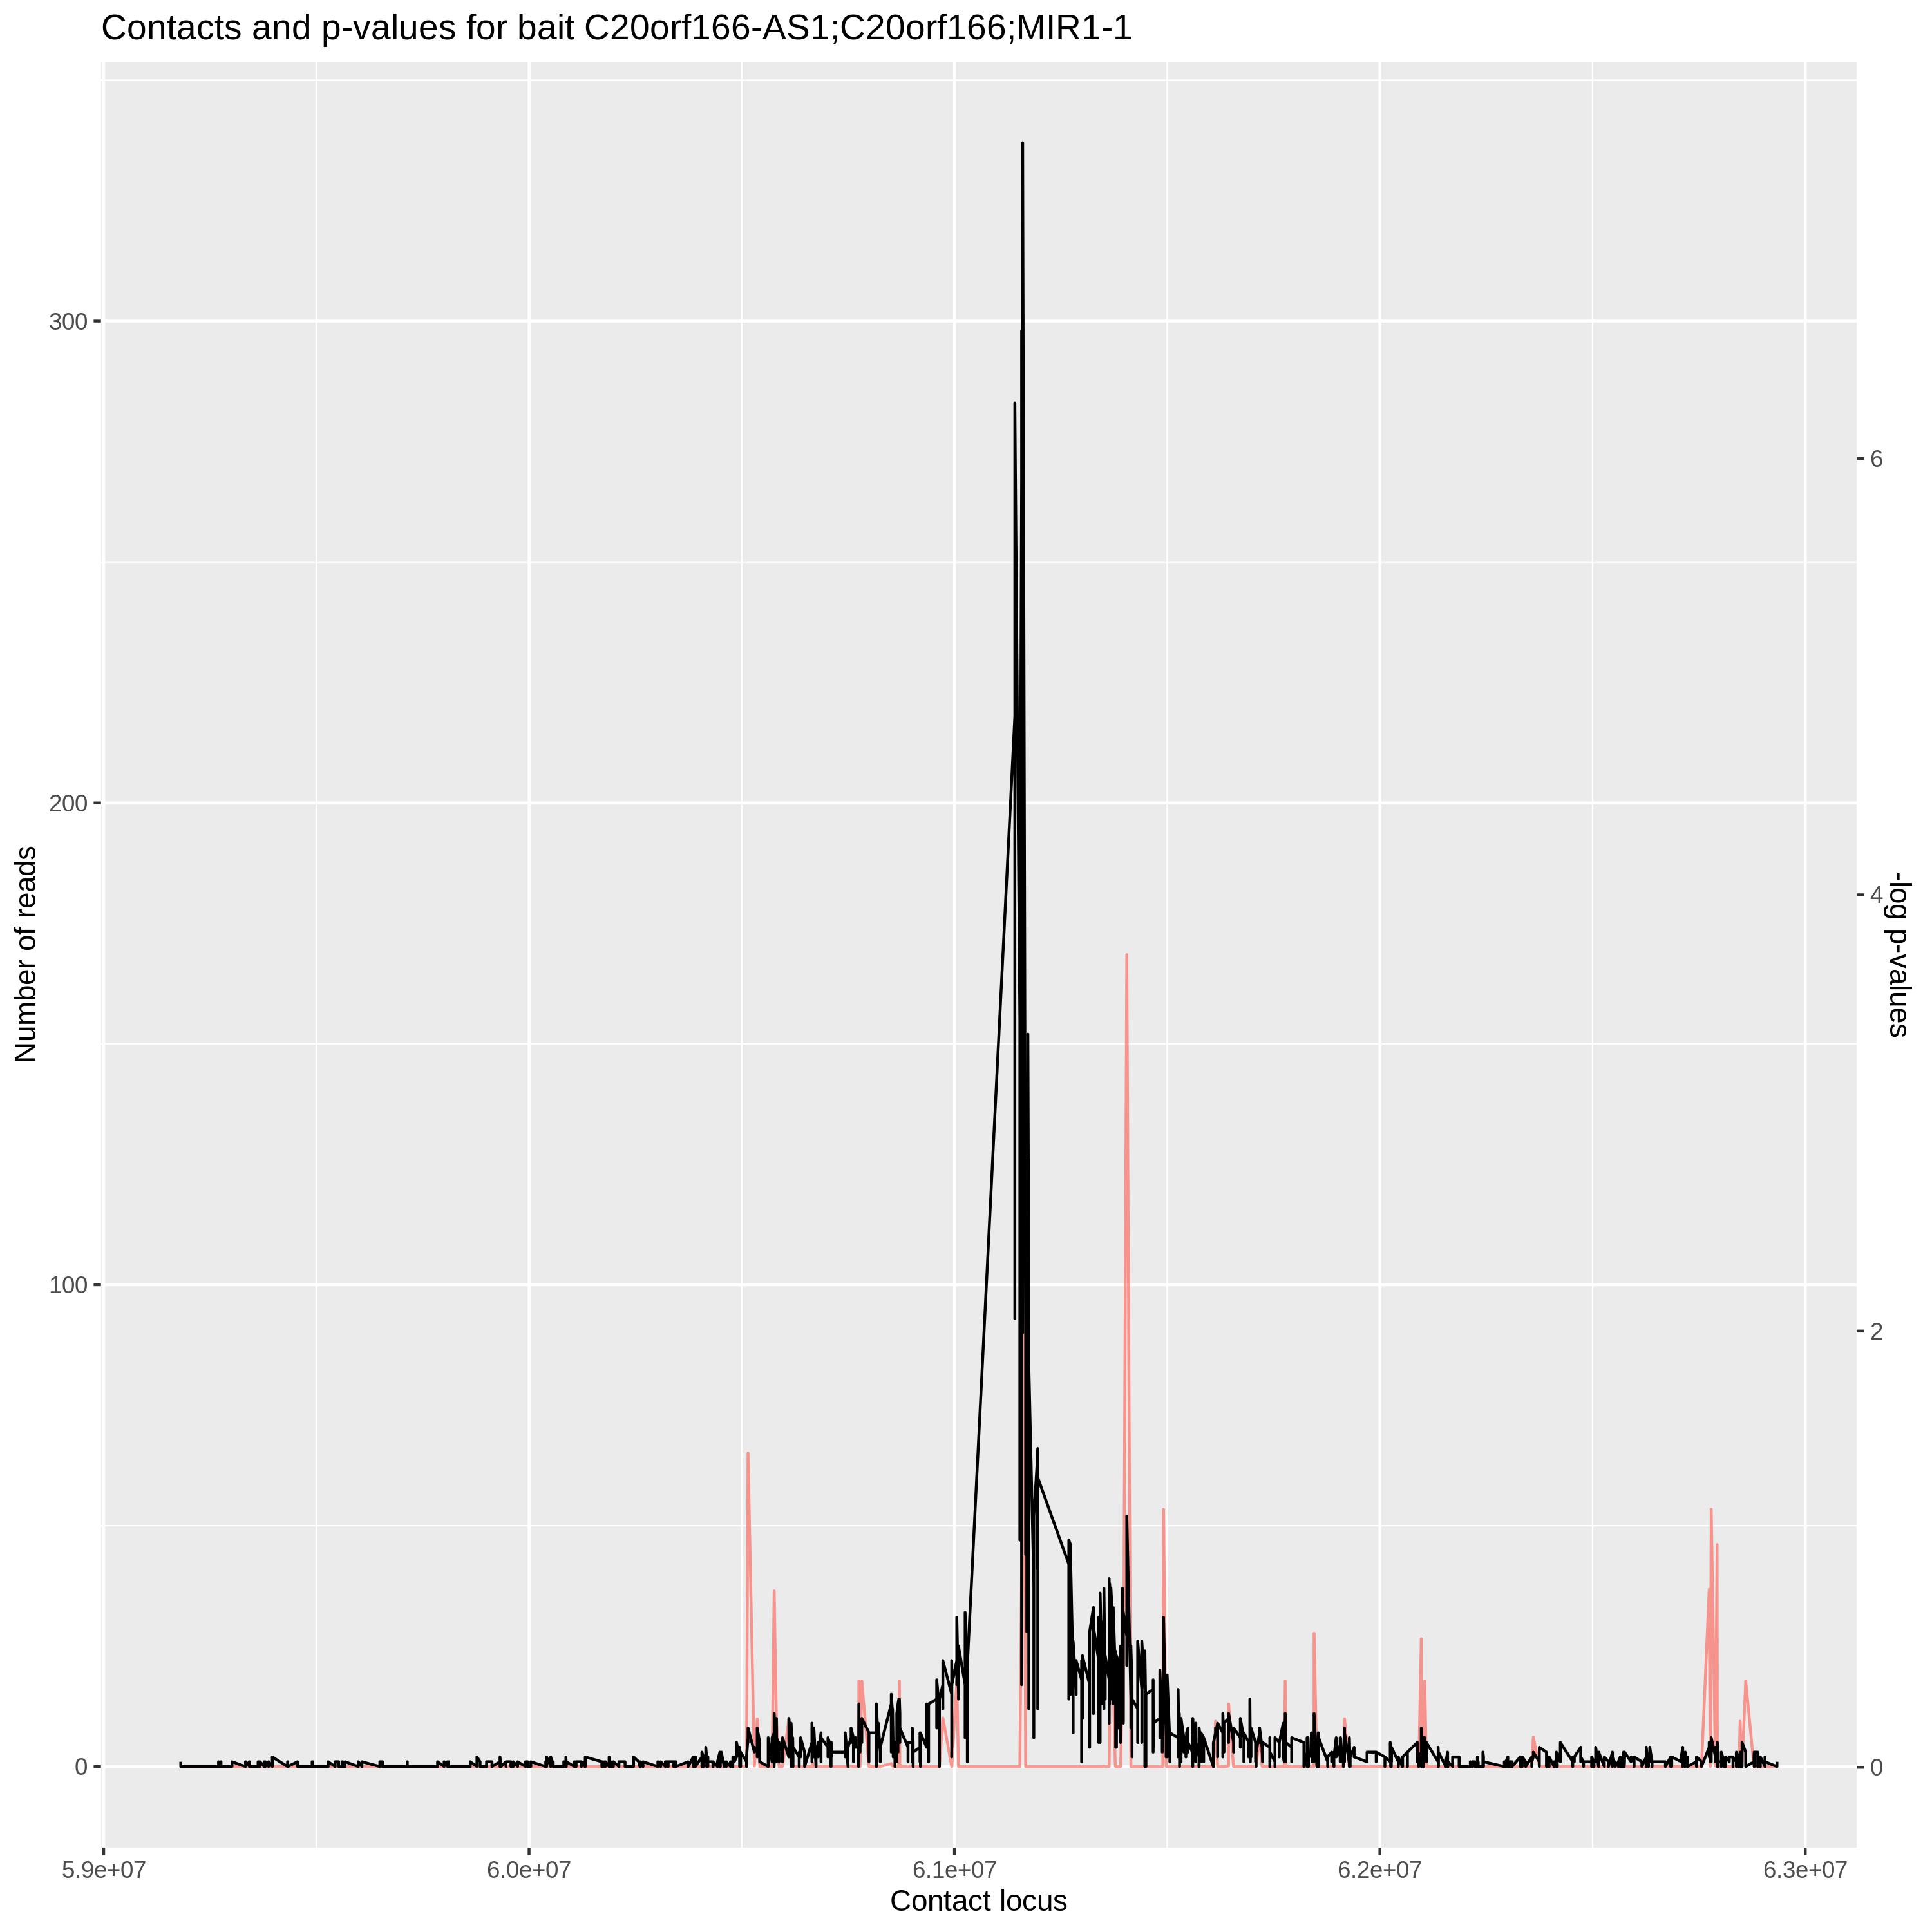 Contacts and p-values for bait C20orf166-AS1;C20orf166;MIR1-1
300
200
100
0
Number of reads
6
4
2
0
-log p-values
5.9e+07 6.0e+07 6.1e+07 6.2e+07 6.3e+07
Contact locus